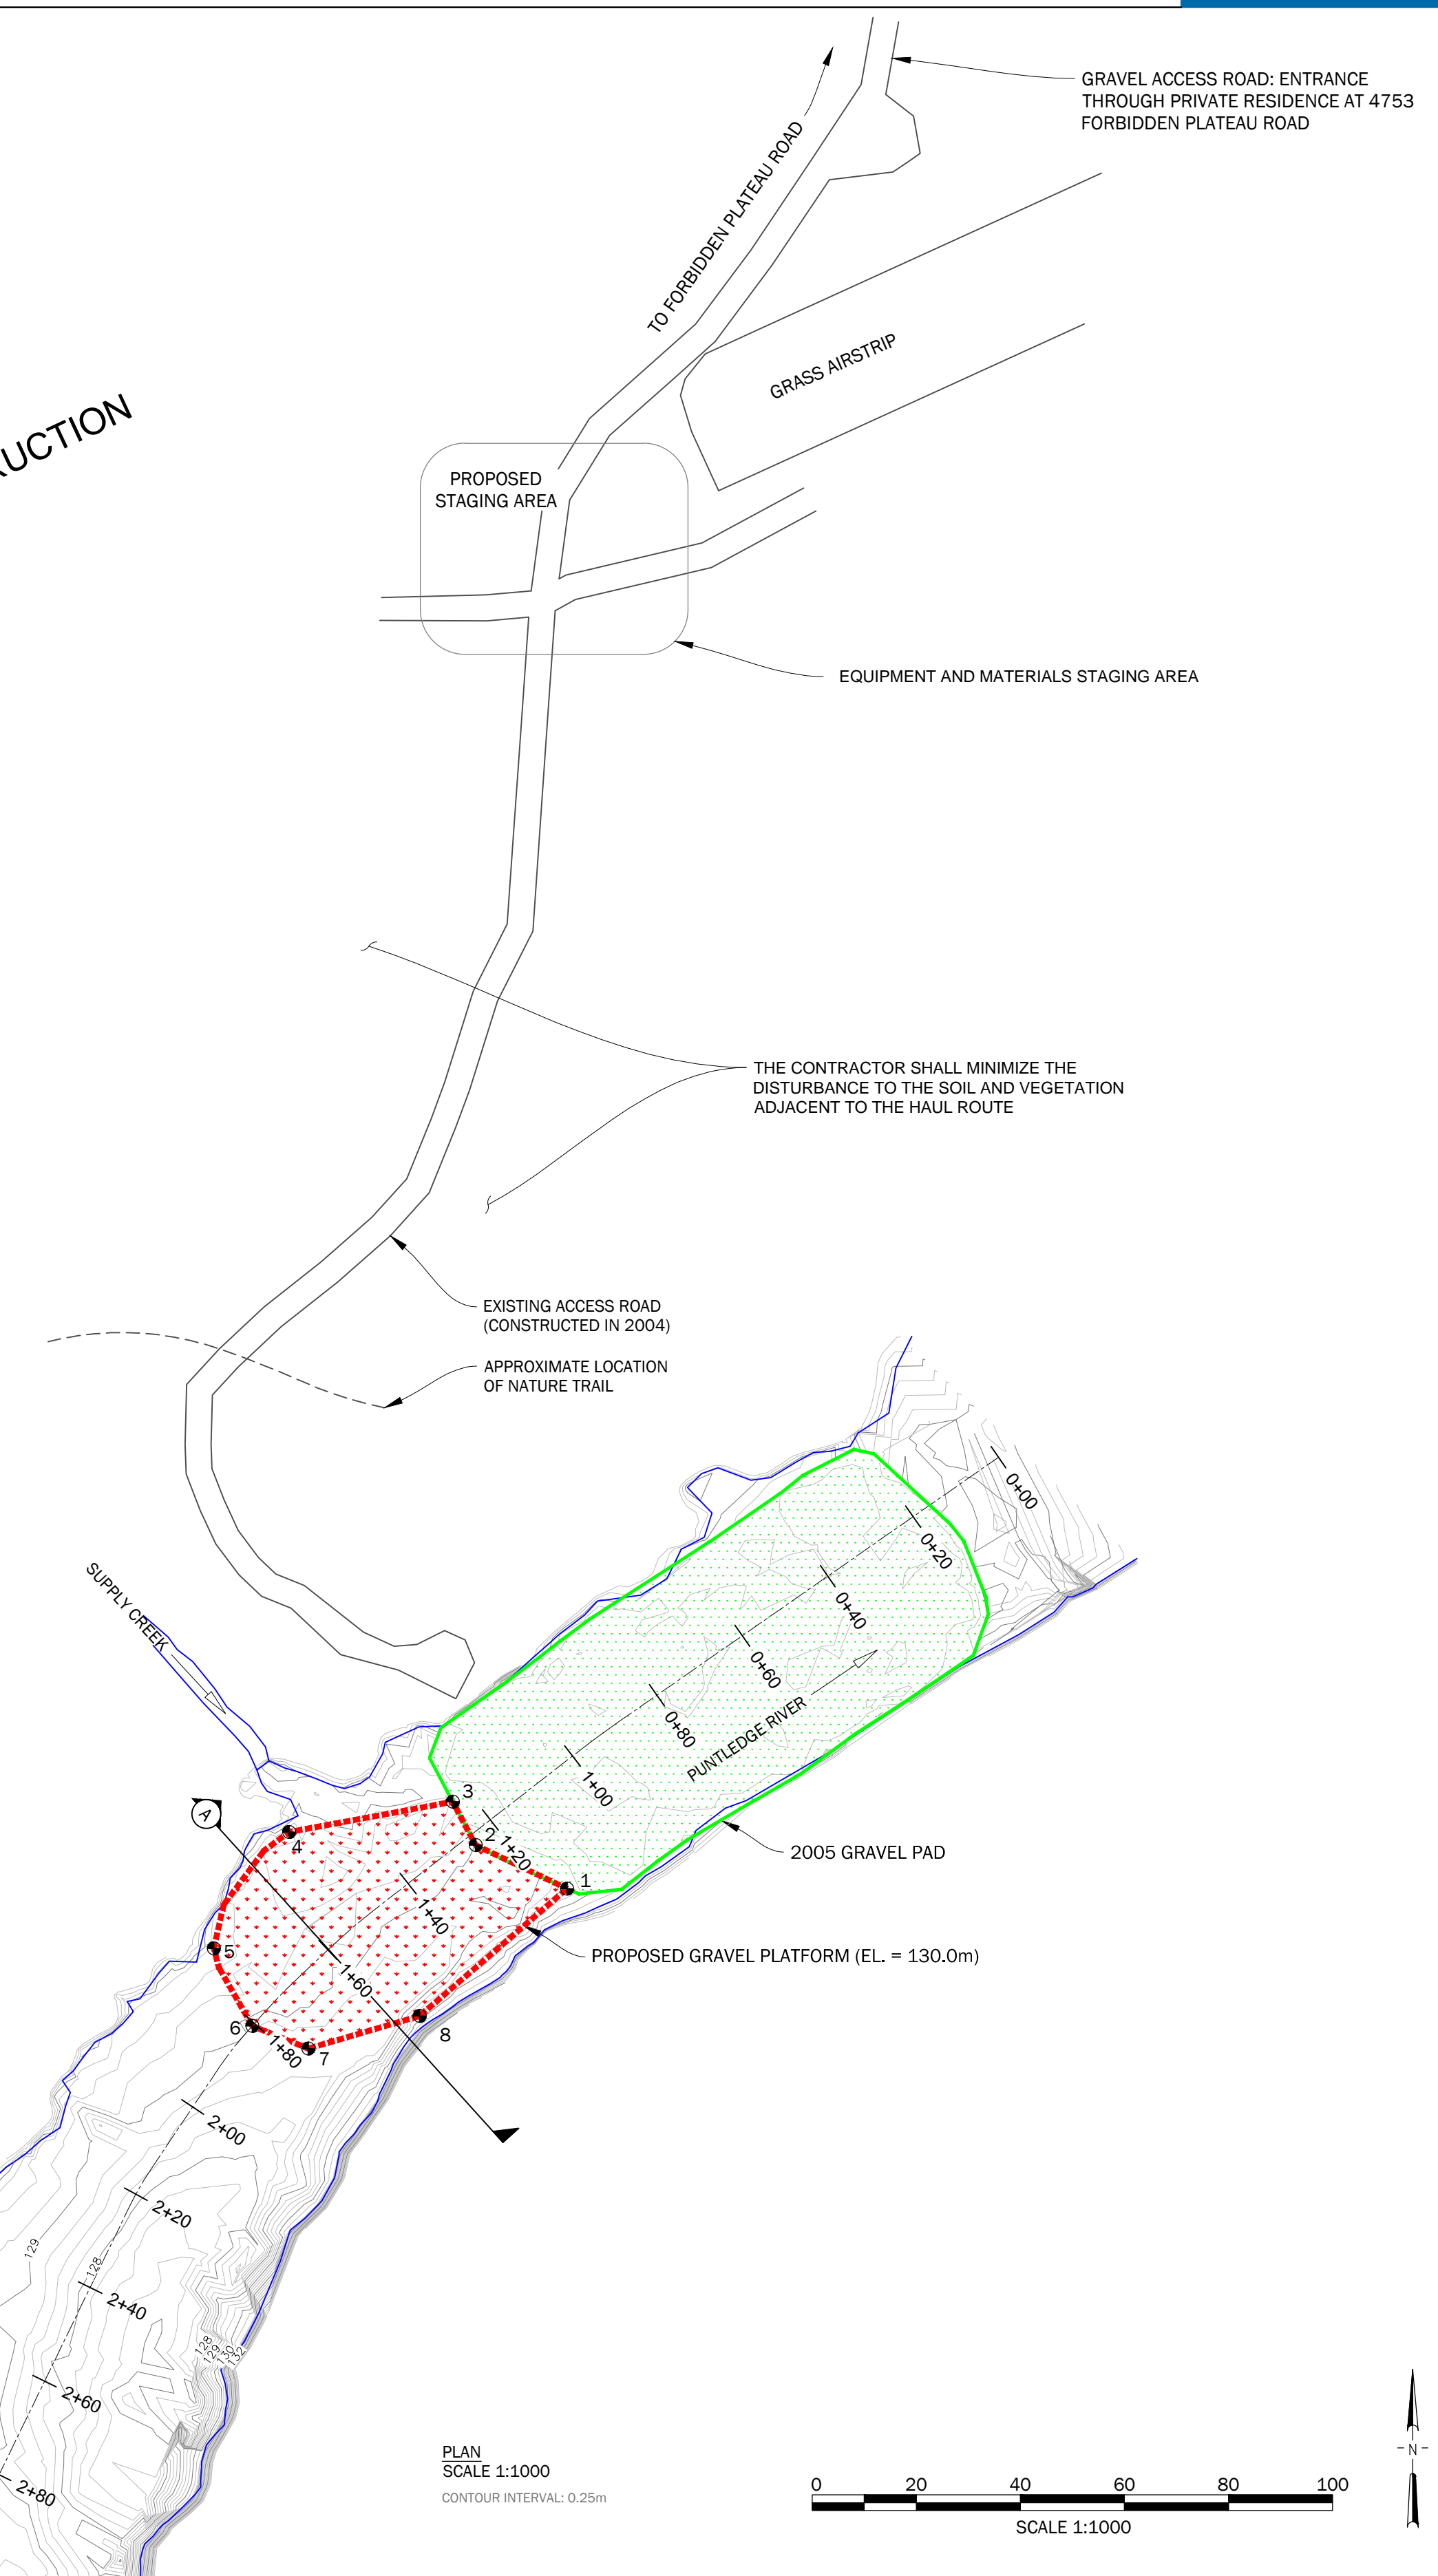 GRAVEL ACCESS ROAD: ENTRANCE
THROUGH PRIVATE RESIDENCE AT 4753
FORBIDDEN PLATEAU ROAD
TO FORBIDDEN PLATEAU ROAD
GRASS AIRSTRIP
UCTION
PROPOSED
STAGING AREA
EQUIPMENT AND MATERIALS STAGING AREA
THE CONTRACTOR SHALL MINIMIZE THE
DISTURBANCE TO THE SOIL AND VEGETATION
ADJACENT TO THE HAUL ROUTE
EXISTING ACCESS ROAD
(CONSTRUCTED IN 2004)
APPROXIMATE LOCATION
OF NATURE TRAIL
SUPPLY CREEK
0+00
0+20
0+40
0+60
0+80
PUNTLEDGE RIVER
1+00
1+20
1+40
1+60
1+80
2+00
2+20
2+40
2+60
2+80
A
3
2
4
1
5
6
7
8
2005 GRAVEL PAD
PROPOSED GRAVEL PLATFORM (EL. = 130.0m)
129
128
128
129
130
132
PLAN
SCALE 1:1000
CONTOUR INTERVAL: 0.25m
0 20 40 60 80 100
SCALE 1:1000
N